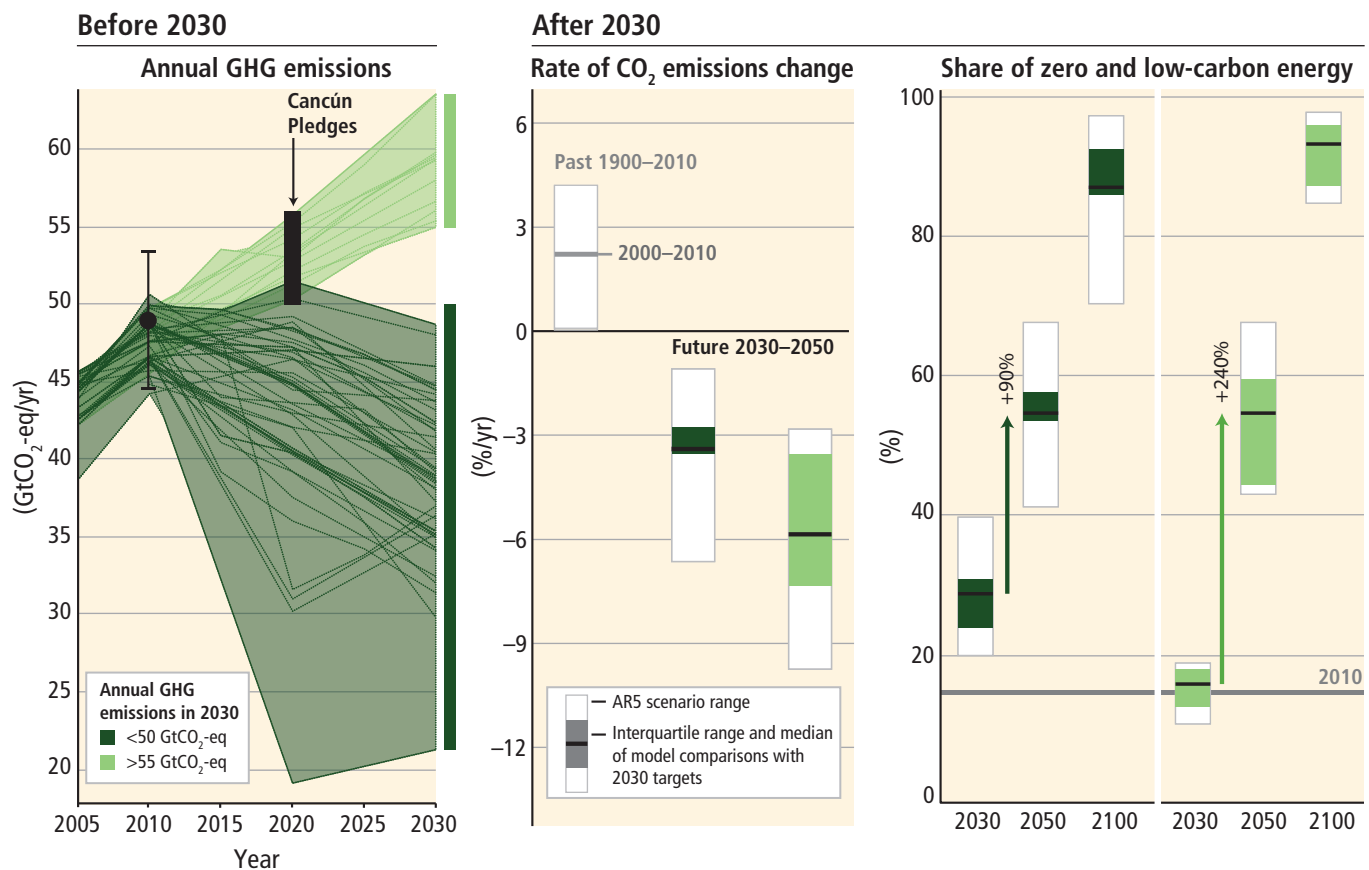 Before 2030
After 2030
Annual GHG emissions
Cancún
Pledges
60
55
50
45
40
35
30
25
20
(GtCO2-eq/yr)
Annual GHG
emissions in 2030
<50 GtCO2-eq
>55 GtCO2-eq
2005 2010 2015 2020 2025 2030
Year
Rate of CO2 emissions change
6
3
0
–3
–6
–9
–12
(%/yr)
Past 1900–2010
2000–2010
Future 2030–2050
AR5 scenario range
Interquartile range and median
of model comparisons with
2030 targets
Share of zero and low-carbon energy
100
80
60
40
20
0
(%)
+90%
+240%
2010
2030 2050 2100 2030 2050 2100